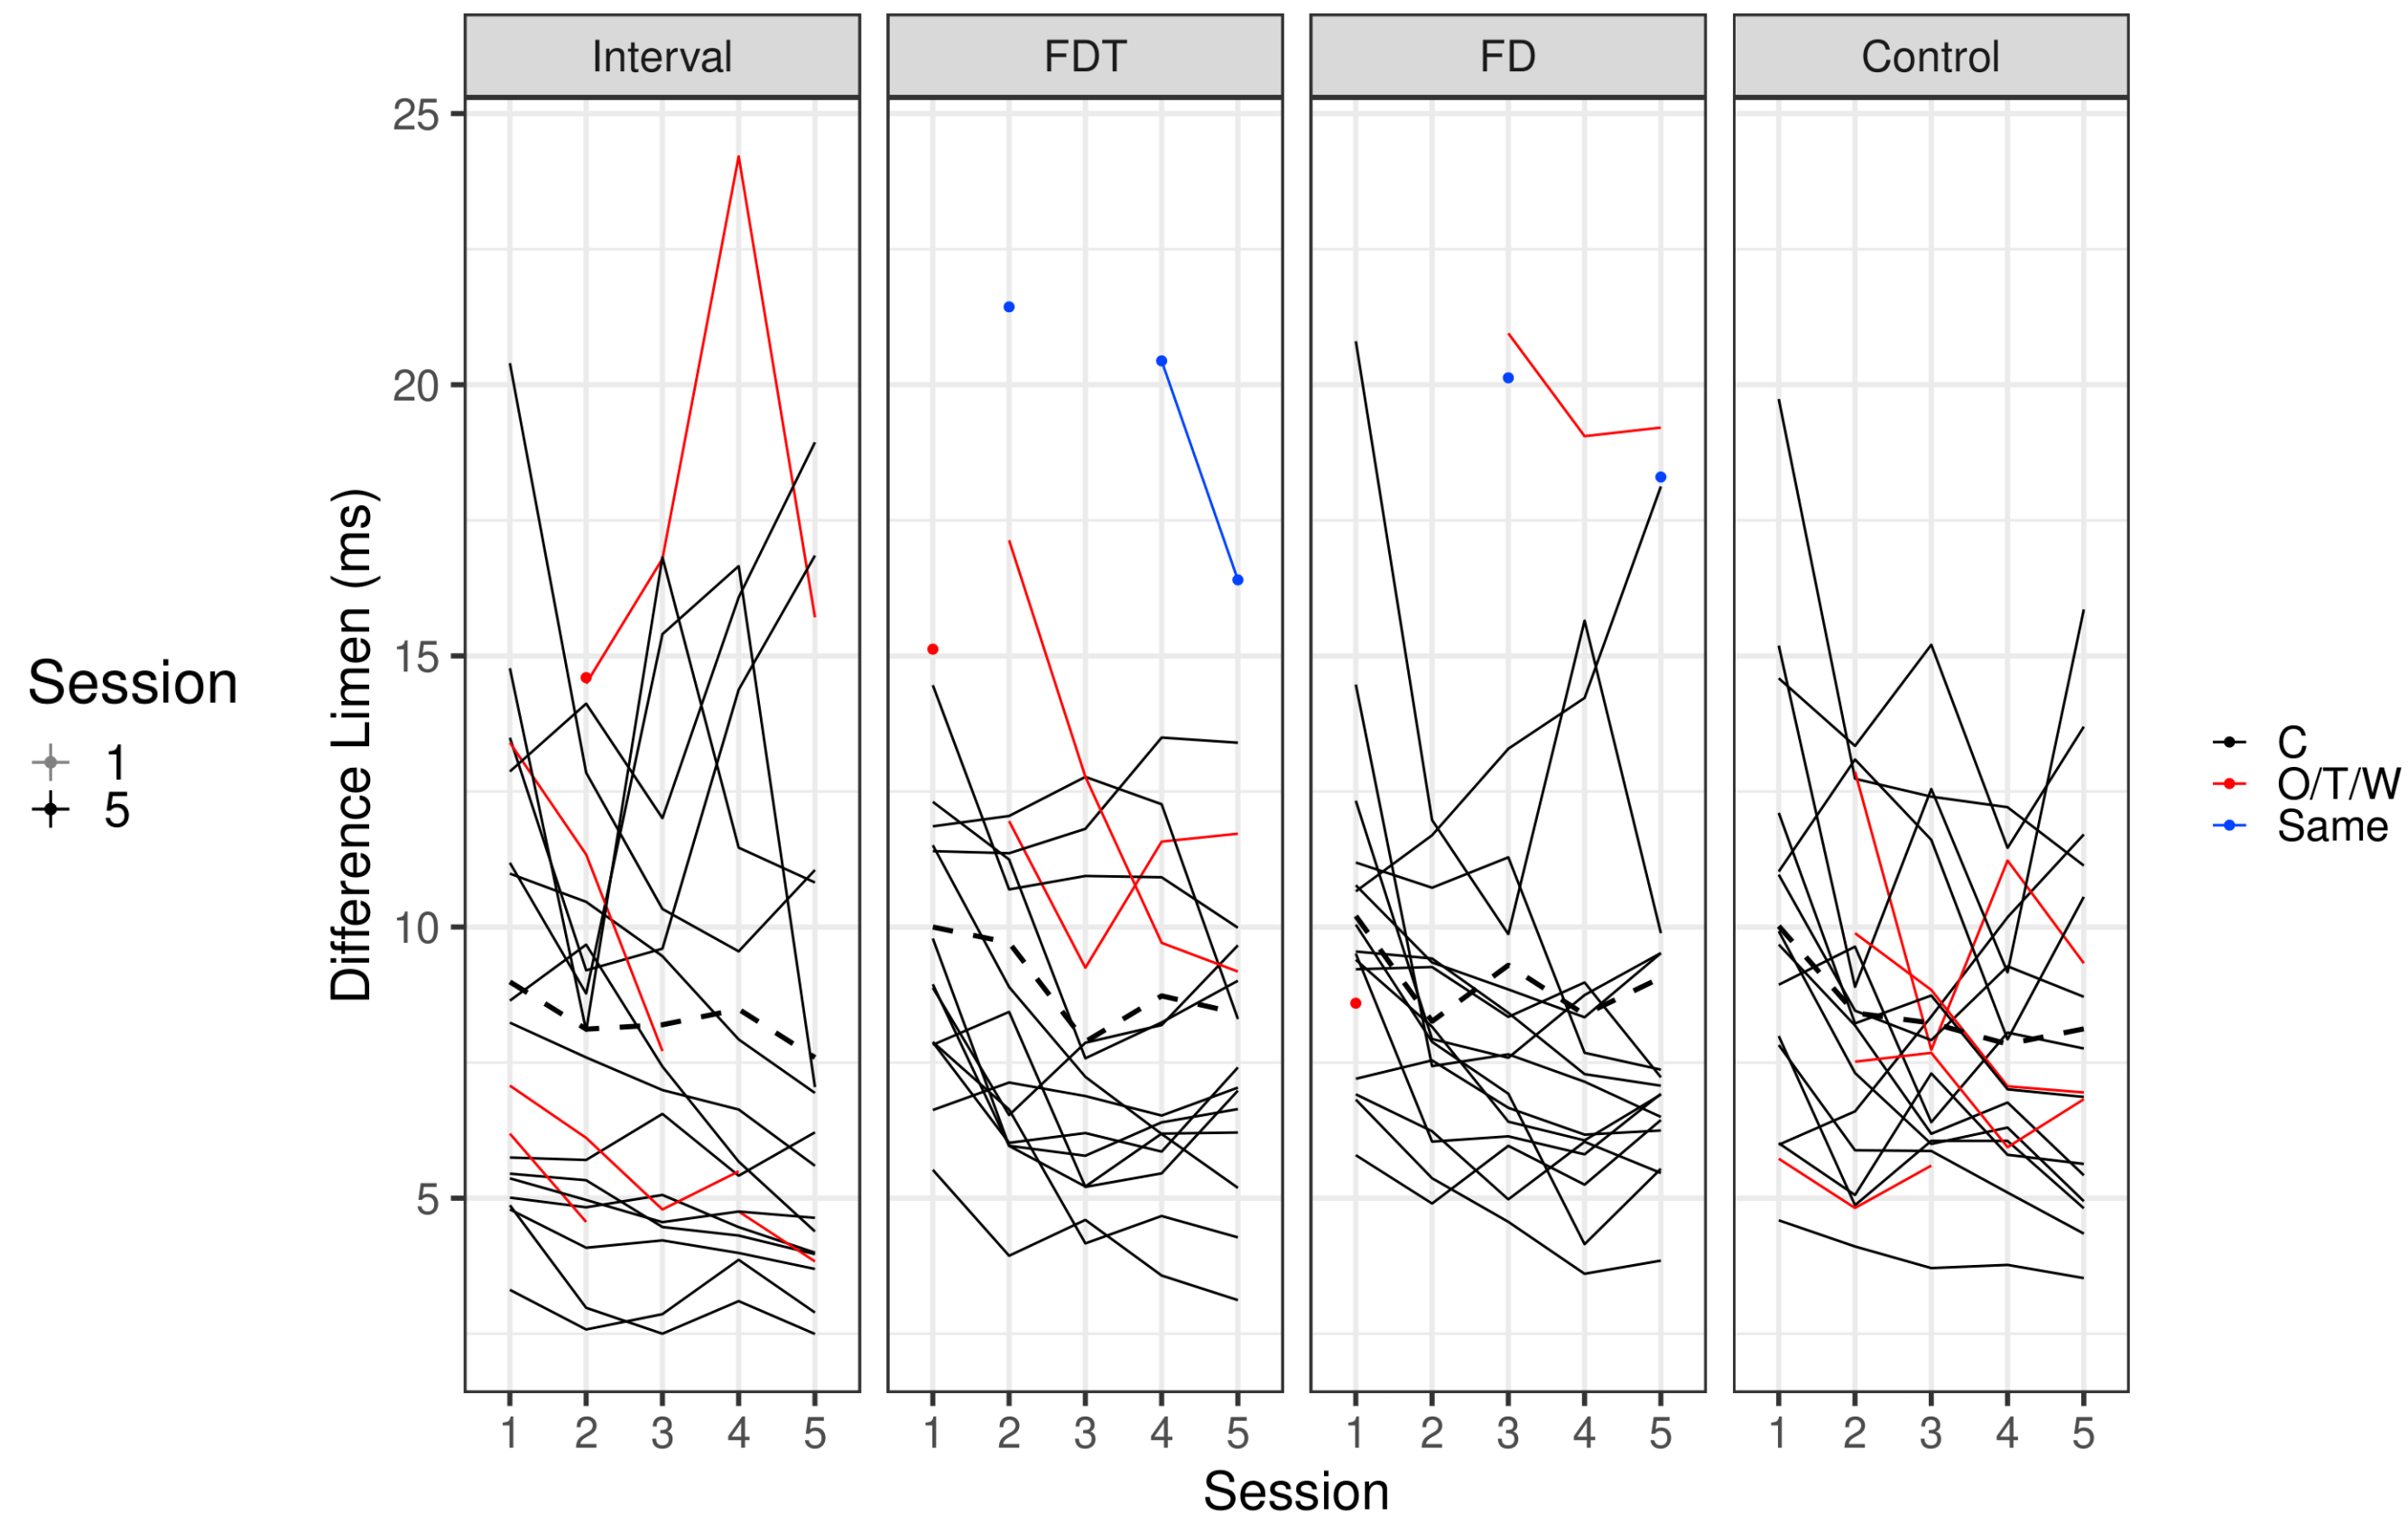 Interval FDT FD Control
25
20
15
10
5
Difference Limen (ms)
1 2 3 4 5 1 2 3 4 5 1 2 3 4 5 1 2 3 4 5
Session
Session
1
5
C
O/T/W
Same